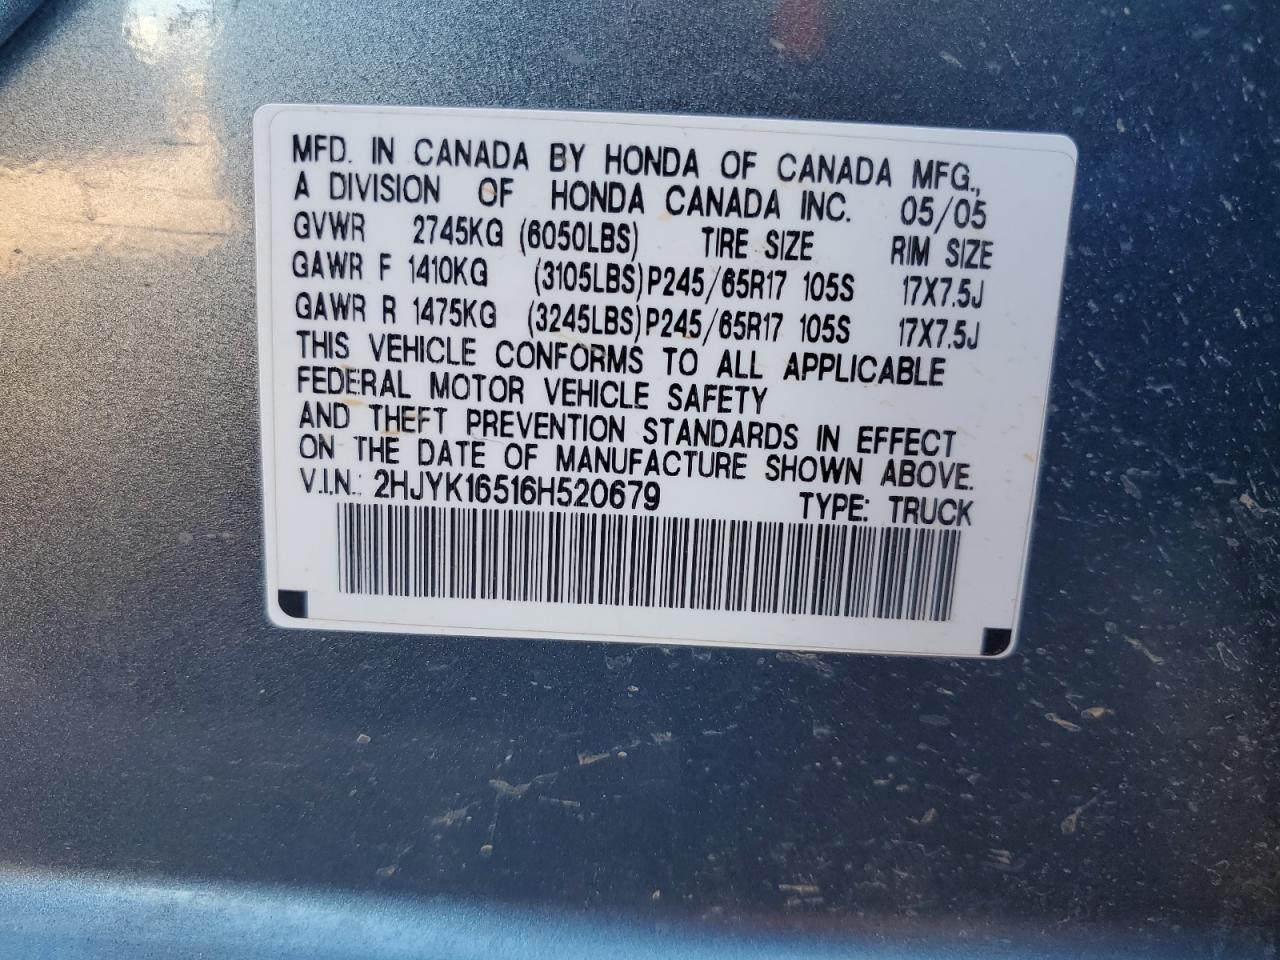 MFD. IN CANADA BY HONDA OF CANADA MFG.,
A DIVISION OF HONDA CANADA INC. 05/05
GVWR 2745KG (6050LBS) TIRE SIZE RIM SIZE
GAWR F 1410KG (3105LBS) P245/65R17 105S 17X7.5J
GAWR R 1475KG (3245LBS) P245/65R17 105S 17X7.5J
THIS VEHICLE CONFORMS TO ALL APPLICABLE
FEDERAL MOTOR VEHICLE SAFETY
AND THEFT PREVENTION STANDARDS IN EFFECT
ON THE DATE OF MANUFACTURE SHOWN ABOVE.
V.I.N.: 2HJYK16516H520679 TYPE: TRUCK